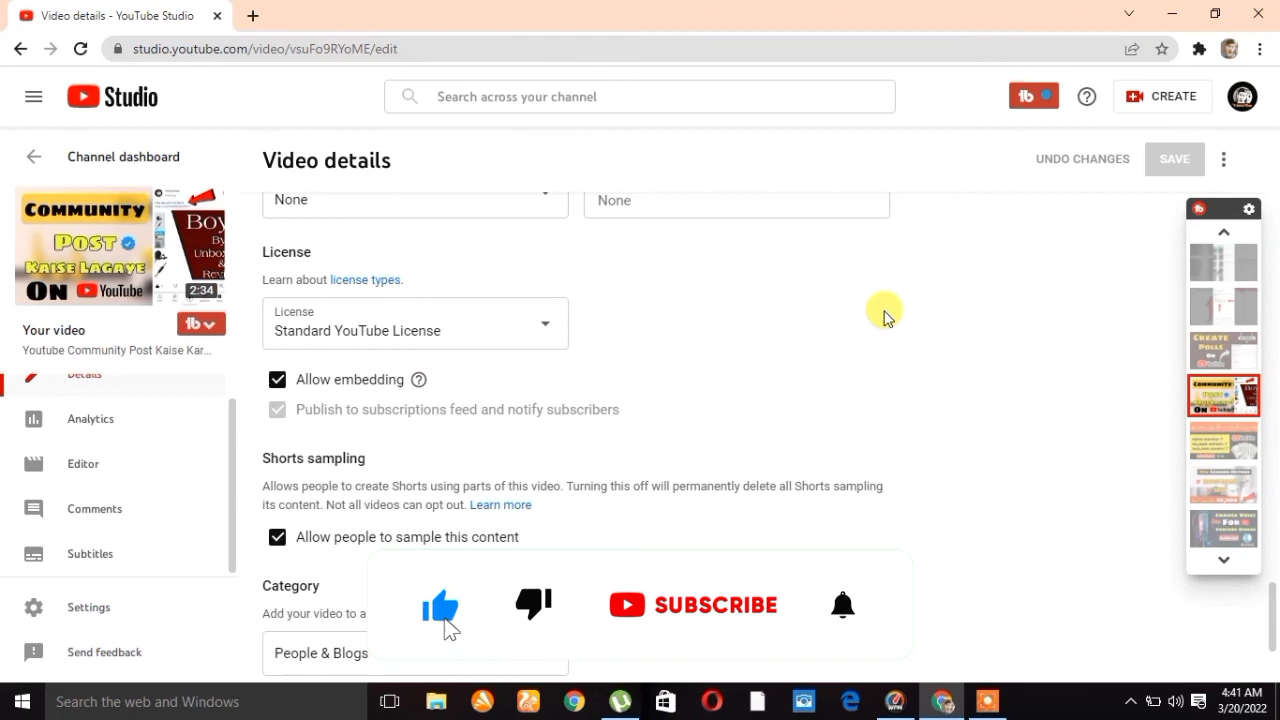 Video details - YouTube Studio
studio.youtube.com/video/vsuFo9RYoME/edit
Studio
Search across your channel
CREATE
Channel dashboard
Video details
UNDO CHANGES
SAVE
COMMUNITY
POST
KAISE LAGAYE
ON YouTube
2:34
Your video
Youtube Community Post Kaise Kar...
Details
Analytics
Editor
Comments
Subtitles
Settings
Send feedback
None
None
License
Learn about license types.
License
Standard YouTube License
Allow embedding
Publish to subscriptions feed and notify subscribers
Shorts sampling
Allows people to create Shorts using parts of this video. Turning this off will permanently delete all Shorts sampling
its content. Not all videos can opt out. Learn more
Allow people to sample this content
Category
Add your video to a
People & Blogs
SUBSCRIBE
Search the web and Windows
4:41 AM
3/20/2022